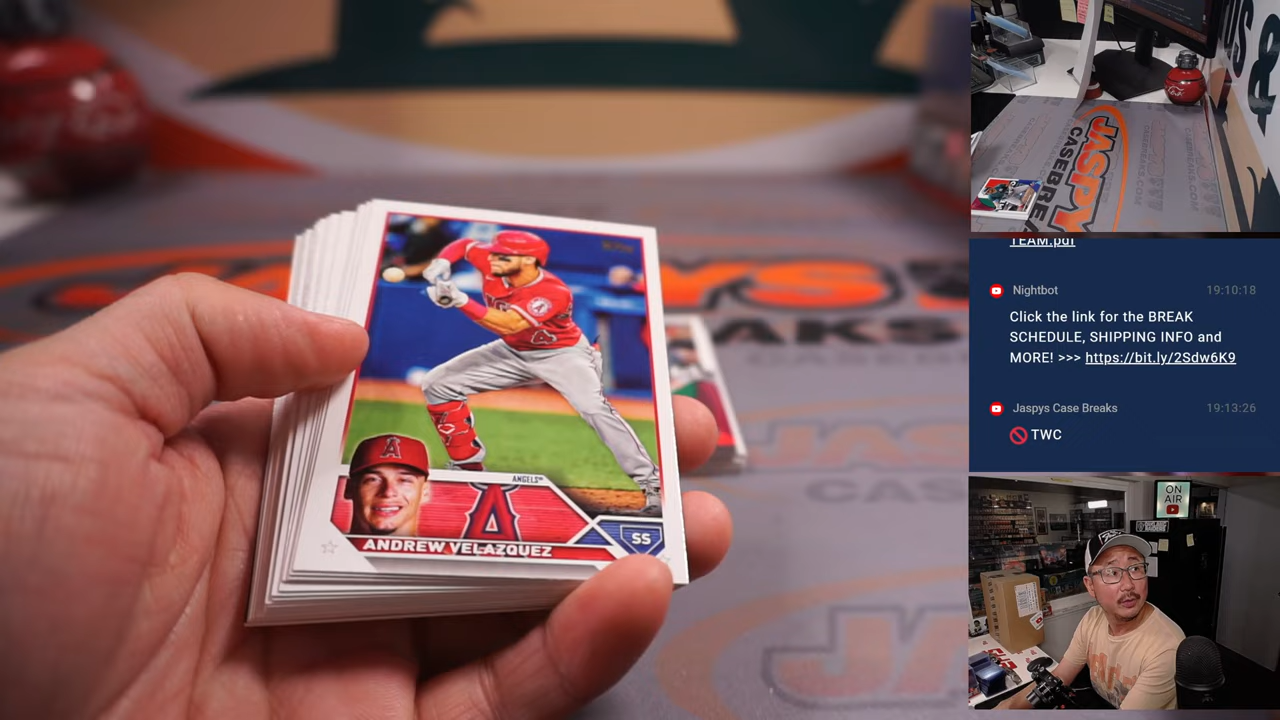 Topps
ANGELS
A
A
SS
ANDREW VELAZQUEZ
JASPYS
CASEBREAKS
TEAM.pdf
Nightbot 19:10:18
Click the link for the BREAK
SCHEDULE, SHIPPING INFO and
MORE! >>> https://bit.ly/2Sdw6K9
Jaspys Case Breaks 19:13:26
🚫 TWC
ON
AIR